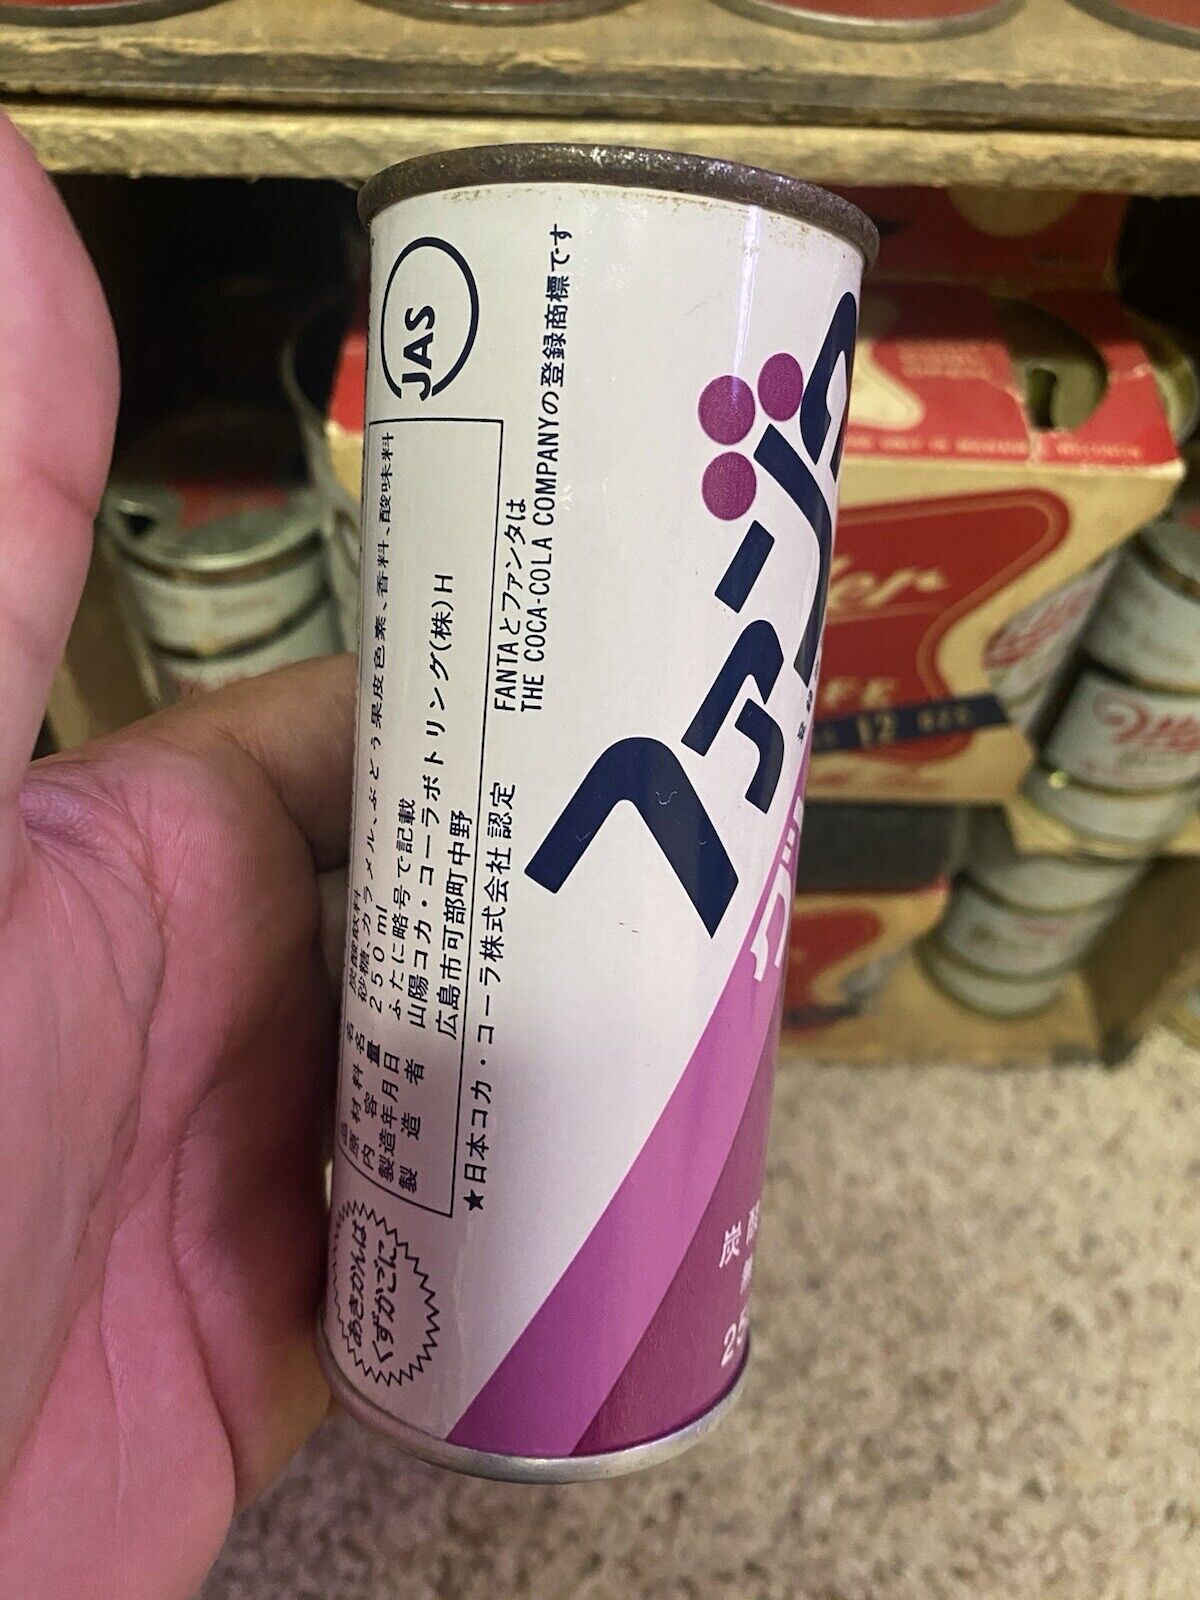 JAS
炭酸飲料
砂糖、カラメル、ぶどう果皮色素、香料、酸味料
内容量 250ml
製造年月日 ふたに略号で記載
製造者 山陽コカ・コーラボトリング(株)H
広島市可部町中野
★日本コカ・コーラ株式会社認定
FANTAとファンタは
THE COCA-COLA COMPANYの登録商標です
あきかんは
くずかごに
ファンタ
炭酸
25
12